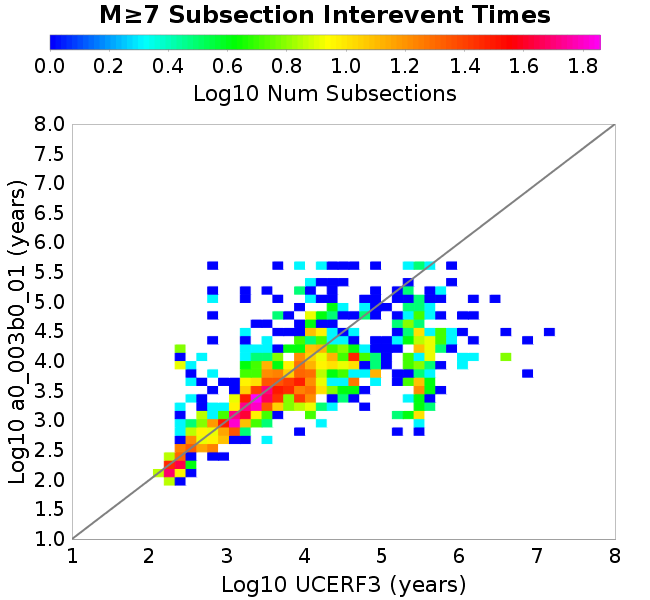 M≥7 Subsection Interevent Times
0.0 0.2 0.4 0.6 0.8 1.0 1.2 1.4 1.6 1.8
Log10 Num Subsections
Log10 a0_003b0_01 (years)
8.0
7.5
7.0
6.5
6.0
5.5
5.0
4.5
4.0
3.5
3.0
2.5
2.0
1.5
1.0
1 2 3 4 5 6 7 8
Log10 UCERF3 (years)